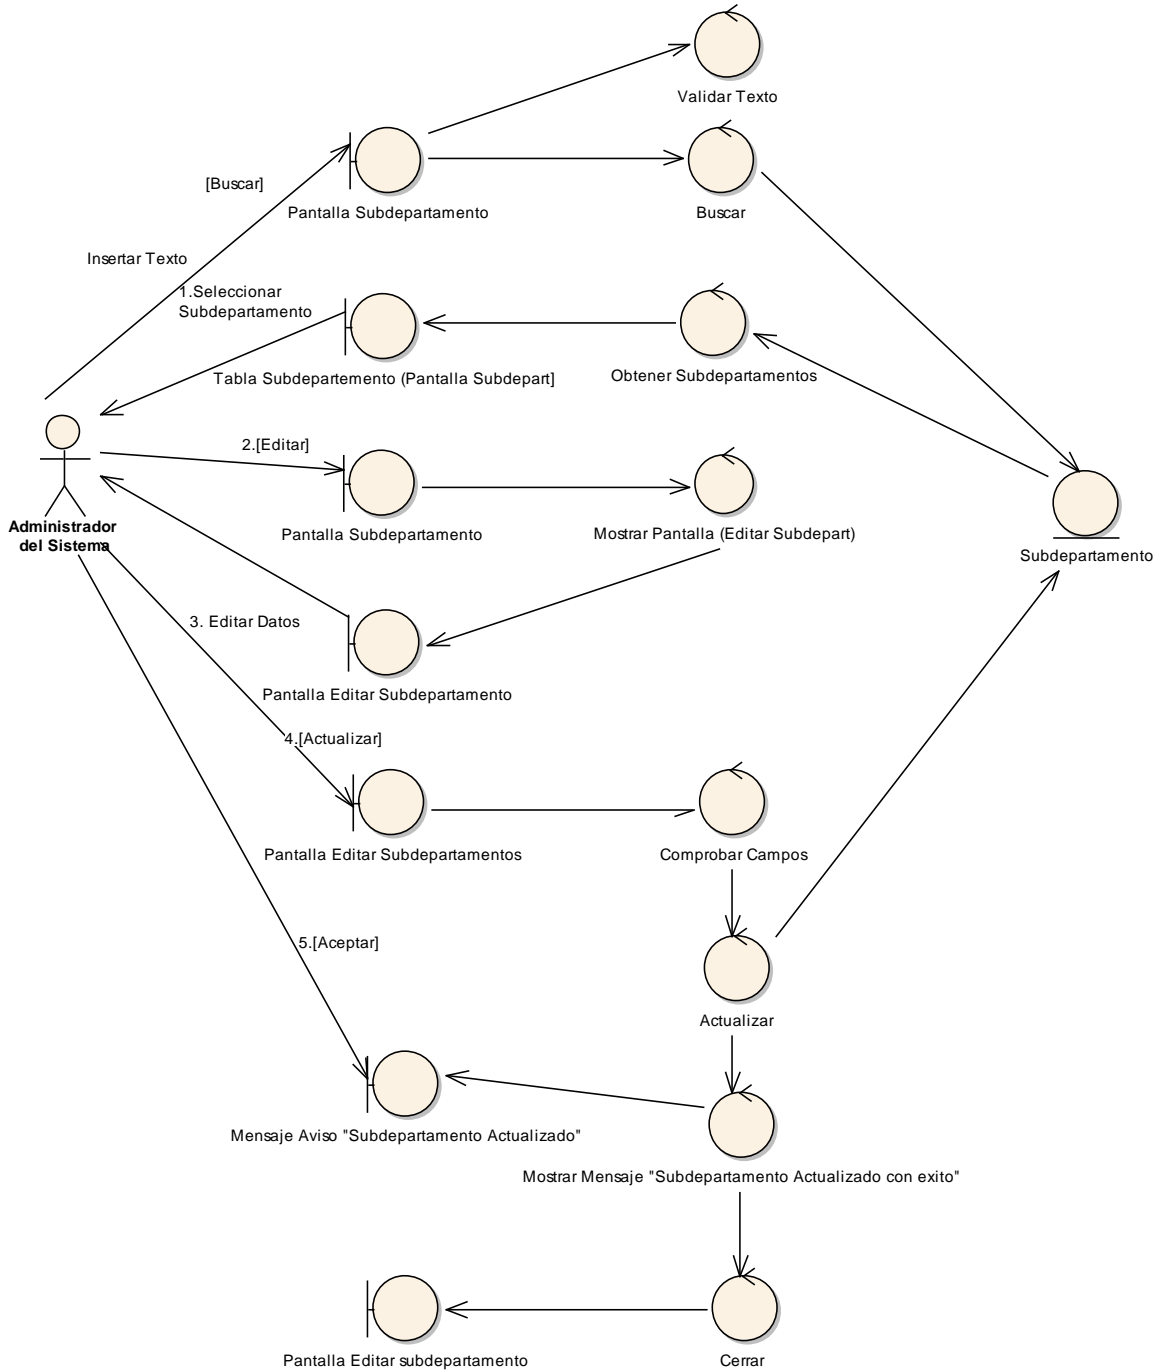 Validar Texto
[Buscar]
Pantalla Subdepartamento
Buscar
Insertar Texto
1.Seleccionar
Subdepartamento
Tabla Subdepartemento (Pantalla Subdepart]
Obtener Subdepartamentos
2.[Editar]
Administrador
del Sistema
Pantalla Subdepartamento
Mostrar Pantalla (Editar Subdepart)
Subdepartamento
3. Editar Datos
Pantalla Editar Subdepartamento
4.[Actualizar]
Pantalla Editar Subdepartamentos
Comprobar Campos
5.[Aceptar]
Actualizar
Mensaje Aviso "Subdepartamento Actualizado"
Mostrar Mensaje "Subdepartamento Actualizado con exito"
Pantalla Editar subdepartamento
Cerrar